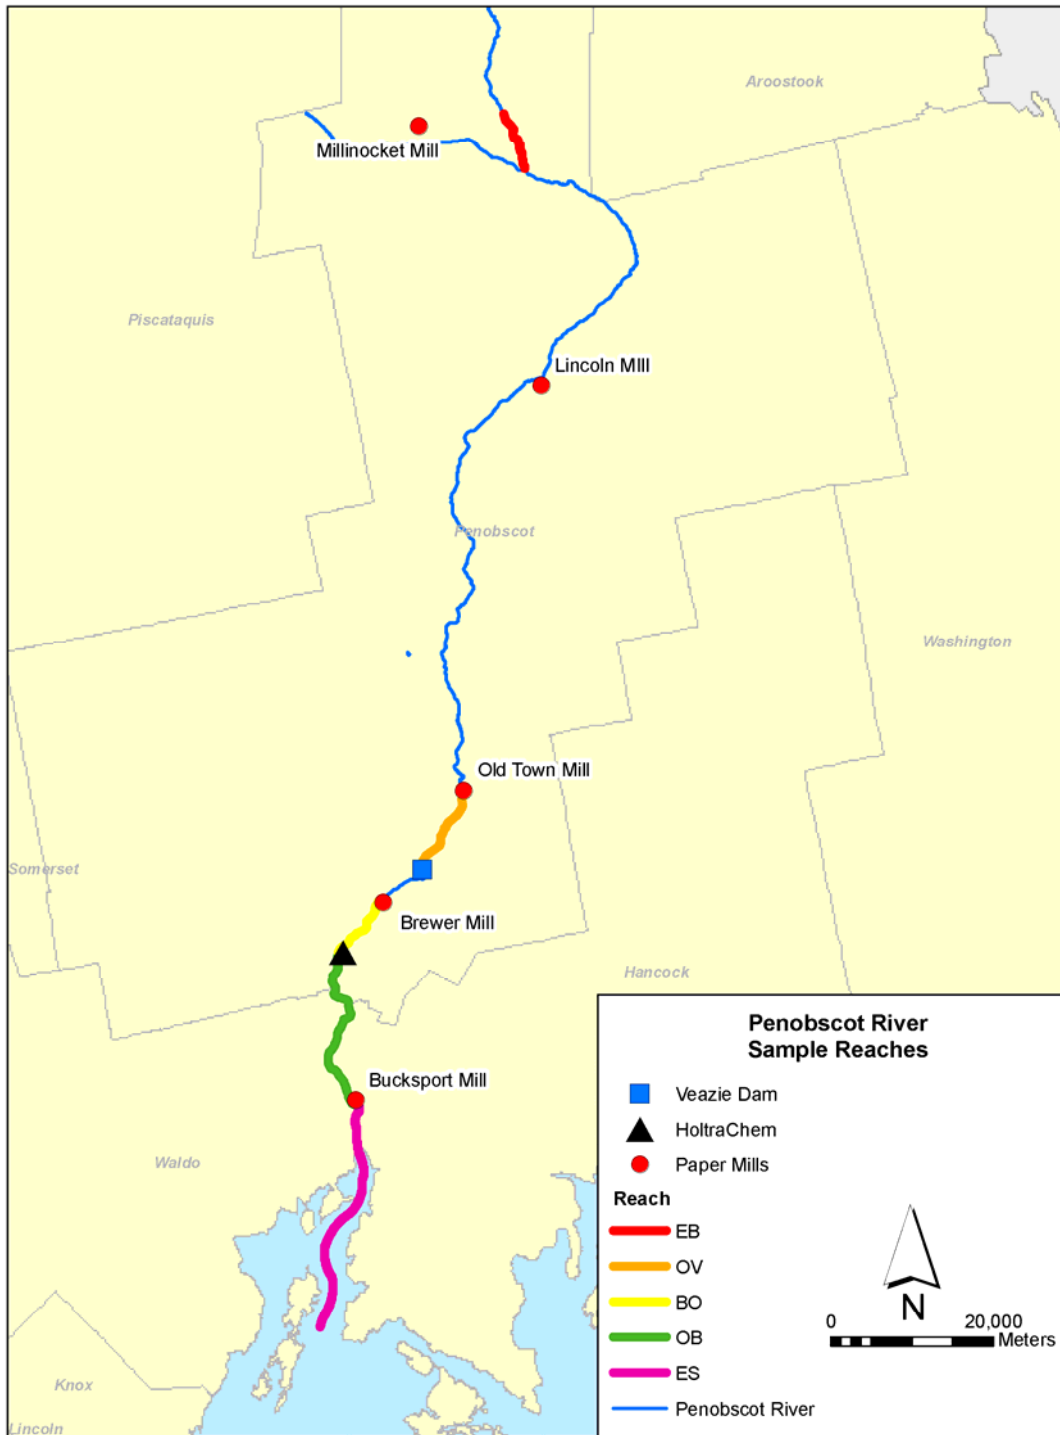 Aroostook
Millinocket Mill
Piscataquis
Lincoln MIll
Penobscot
Washington
Old Town Mill
Somerset
Brewer Mill
Hancock
Bucksport Mill
Waldo
Knox
Lincoln
Penobscot River
Sample Reaches
Veazie Dam
HoltraChem
Paper Mills
Reach
EB
OV
BO
OB
ES
Penobscot River
N
0 20,000
Meters